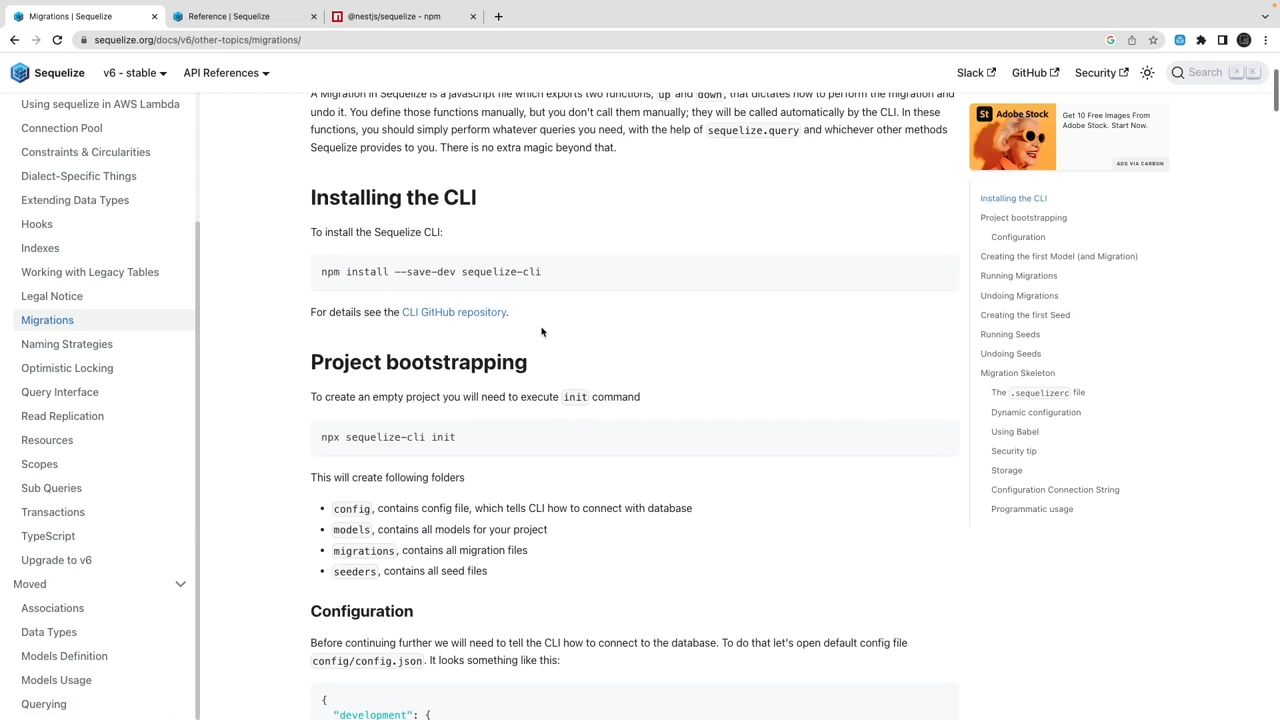 Migrations | Sequelize
Reference | Sequelize
@nestjs/sequelize - npm
sequelize.org/docs/v6/other-topics/migrations/
Sequelize
v6 - stable
API References
Slack
GitHub
Security
Search
K
Using sequelize in AWS Lambda
Connection Pool
Constraints & Circularities
Dialect-Specific Things
Extending Data Types
Hooks
Indexes
Working with Legacy Tables
Legal Notice
Migrations
Naming Strategies
Optimistic Locking
Query Interface
Read Replication
Resources
Scopes
Sub Queries
Transactions
TypeScript
Upgrade to v6
Moved
Associations
Data Types
Models Definition
Models Usage
Querying
A Migration in Sequelize is a javascript file which exports two functions, up and down, that dictates how to perform the migration and
undo it. You define those functions manually, but you don't call them manually; they will be called automatically by the CLI. In these
functions, you should simply perform whatever queries you need, with the help of sequelize.query and whichever other methods
Sequelize provides to you. There is no extra magic beyond that.
Installing the CLI
To install the Sequelize CLI:
npm install --save-dev sequelize-cli
For details see the CLI GitHub repository.
Project bootstrapping
To create an empty project you will need to execute init command
npx sequelize-cli init
This will create following folders
• config, contains config file, which tells CLI how to connect with database
• models, contains all models for your project
• migrations, contains all migration files
• seeders, contains all seed files
Configuration
Before continuing further we will need to tell the CLI how to connect to the database. To do that let's open default config file
config/config.json. It looks something like this:
{
"development": {
St
Adobe Stock
Get 10 Free Images From
Adobe Stock. Start Now.
ADS VIA CARBON
Installing the CLI
Project bootstrapping
Configuration
Creating the first Model (and Migration)
Running Migrations
Undoing Migrations
Creating the first Seed
Running Seeds
Undoing Seeds
Migration Skeleton
The .sequelizerc file
Dynamic configuration
Using Babel
Security tip
Storage
Configuration Connection String
Programmatic usage